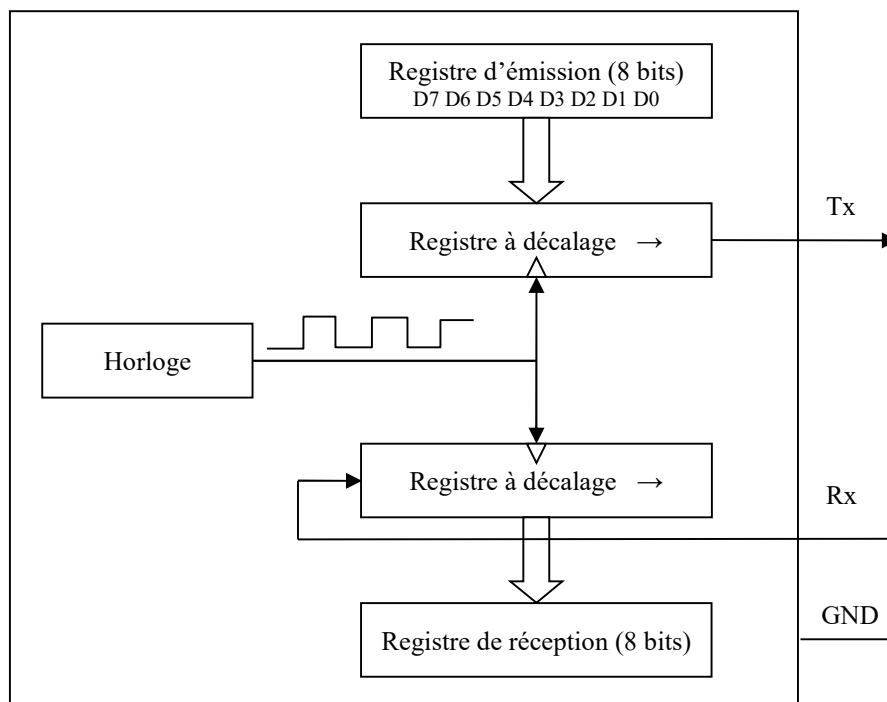 Registre d’émission (8 bits)
D7 D6 D5 D4 D3 D2 D1 D0
Tx
Registre à décalage →
Horloge
Registre à décalage →
Rx
GND
Registre de réception (8 bits)